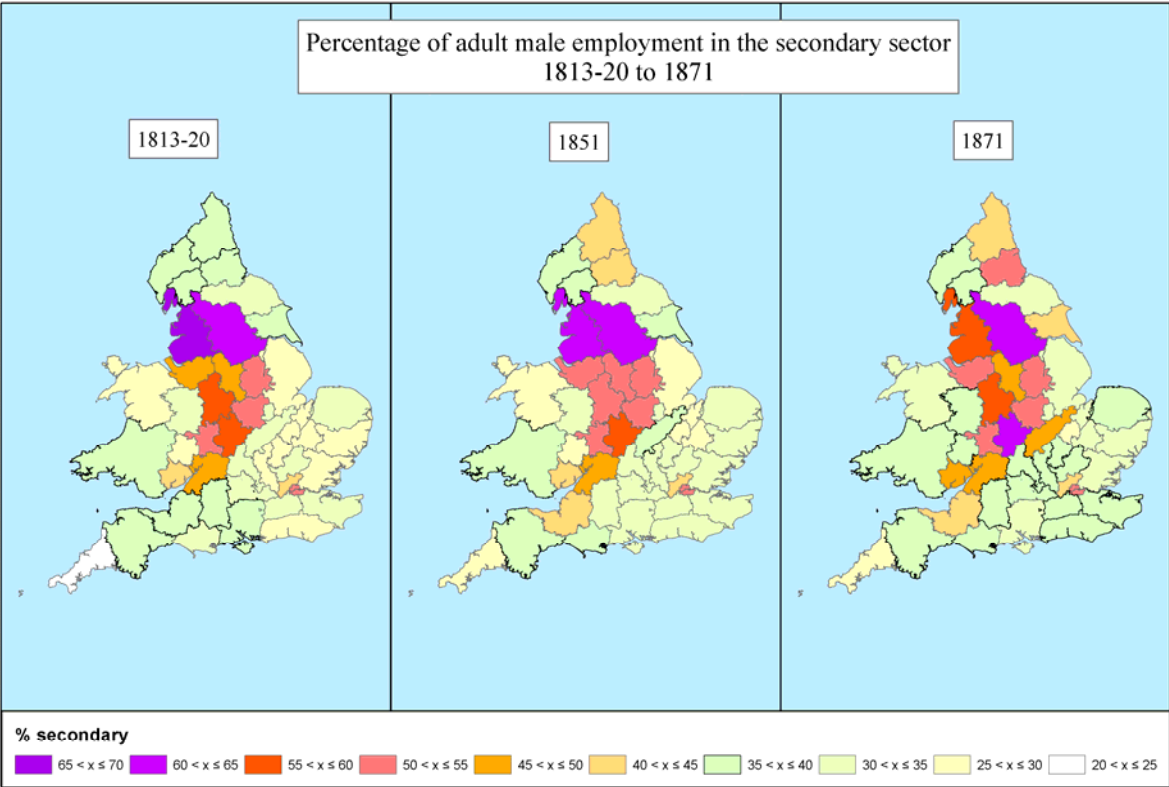 Percentage of adult male employment in the secondary sector
1813-20 to 1871
1813-20
1851
1871
% secondary
65 < x ≤ 70
60 < x ≤ 65
55 < x ≤ 60
50 < x ≤ 55
45 < x ≤ 50
40 < x ≤ 45
35 < x ≤ 40
30 < x ≤ 35
25 < x ≤ 30
20 < x ≤ 25